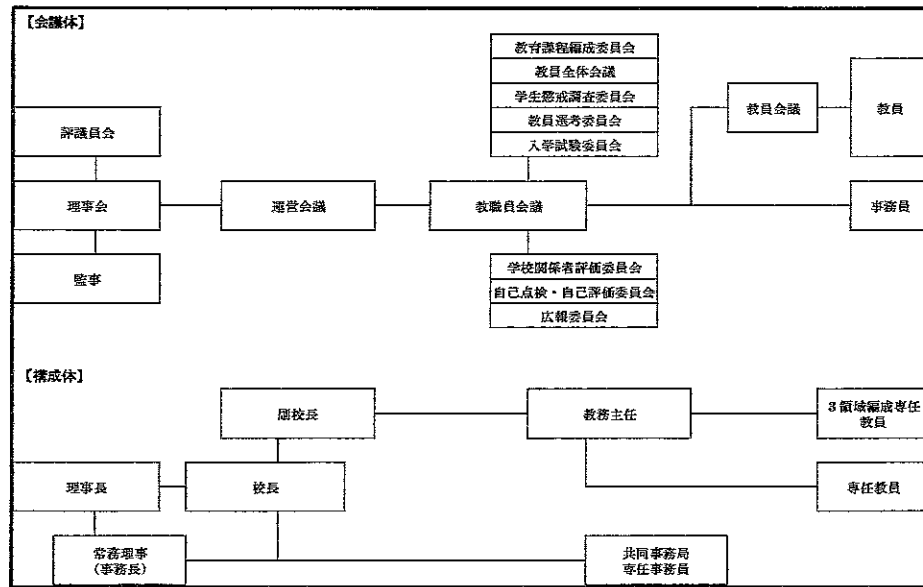 【会議体】
教育課程編成委員会
教員全体会議
学生懲戒調査委員会
教員選考委員会
入学試験委員会
教員会議
教員
評議員会
理事会
運営会議
教職員会議
事務員
監事
学校関係者評価委員会
自己点検・自己評価委員会
広報委員会
【構成体】
副校長
教務主任
3領域編成専任
教員
理事長
校長
専任教員
常務理事
(事務長)
共同事務局
専任事務員